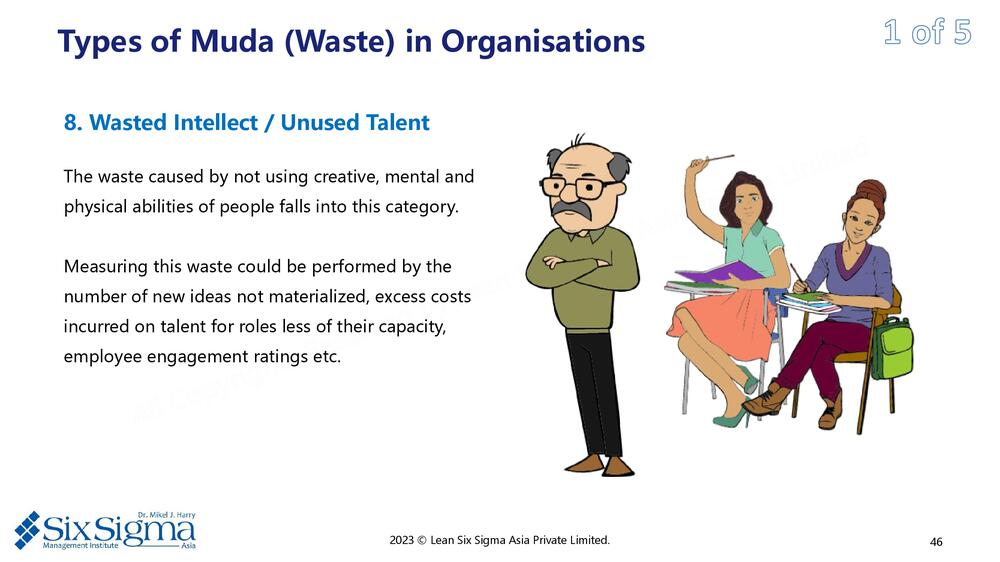 Types of Muda (Waste) in Organisations
1 of 5
8. Wasted Intellect / Unused Talent
The waste caused by not using creative, mental and
physical abilities of people falls into this category.
Measuring this waste could be performed by the
number of new ideas not materialized, excess costs
incurred on talent for roles less of their capacity,
employee engagement ratings etc.
Dr. Mikel J. Harry
Six Sigma
Management Institute Asia
2023 © Lean Six Sigma Asia Private Limited.
46